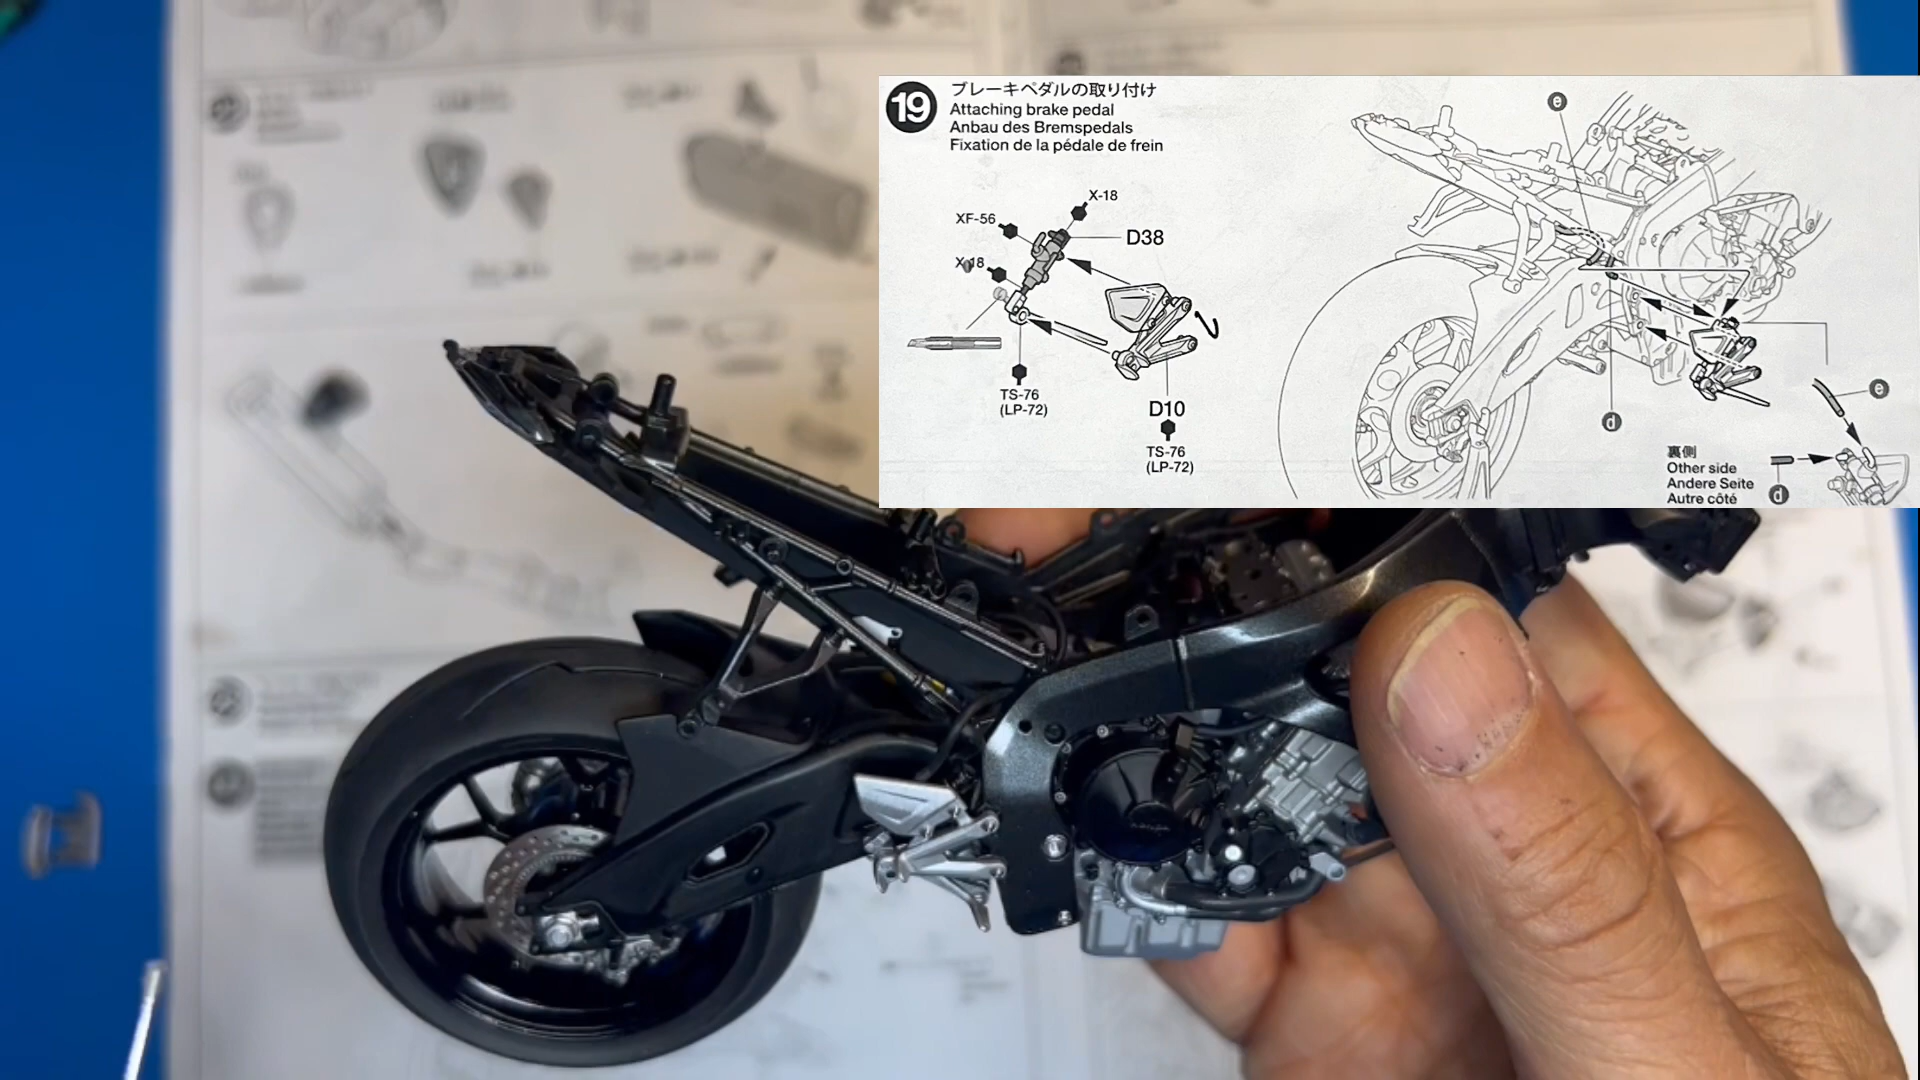 19
ブレーキペダルの取り付け
Attaching brake pedal
Anbau des Bremspedals
Fixation de la pédale de frein
X-18
XF-56
D38
X-18
TS-76
(LP-72)
D10
TS-76
(LP-72)
e
d
e
裏側
Other side
Andere Seite
Autre côté
d